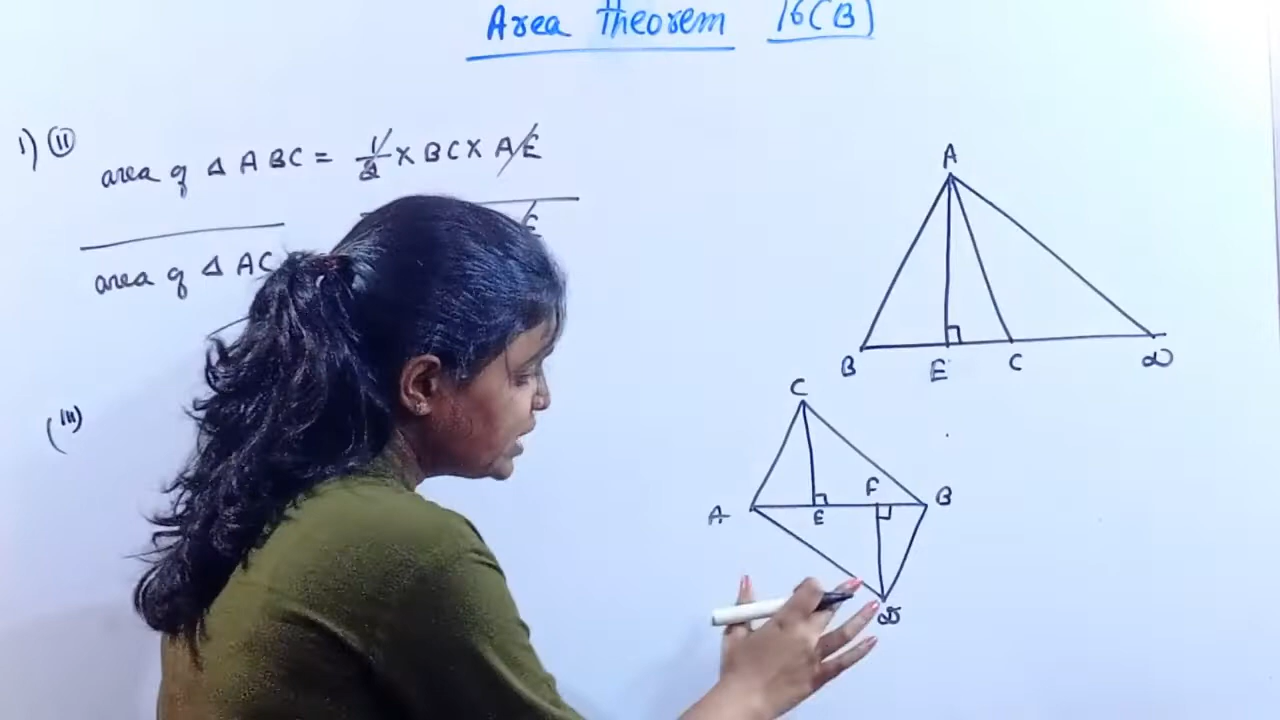 Area Theorem 16(B)
1) (ii)
area of Δ ABC = 1/2 × BC × AE
area of Δ AC
(iii)
A
B E C D
C
A E F B
D